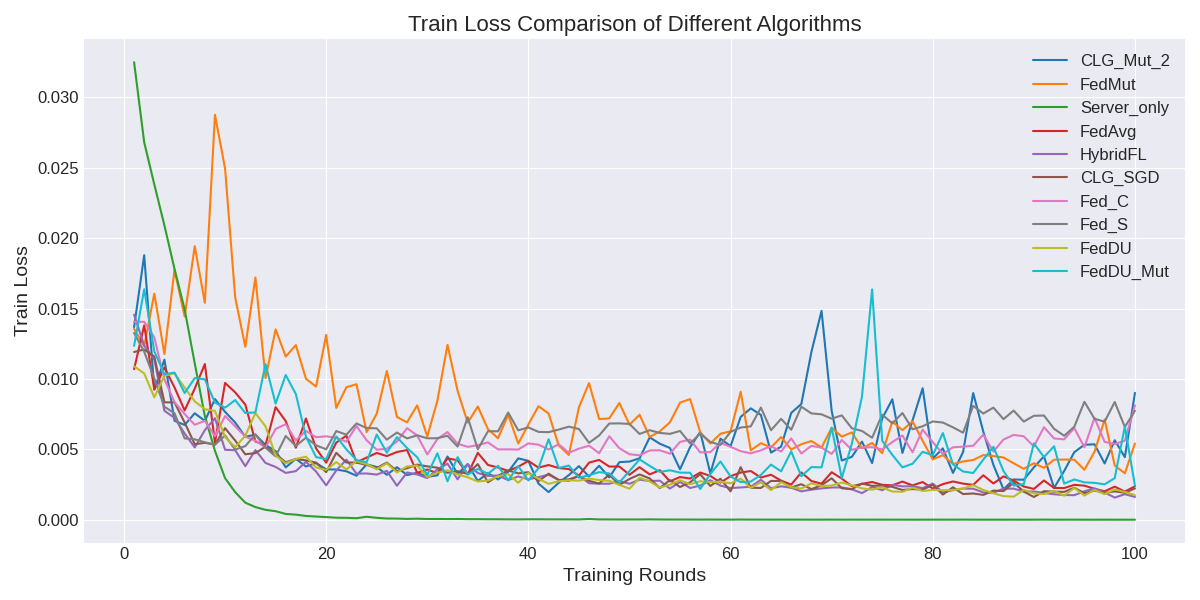 Train Loss Comparison of Different Algorithms
CLG_Mut_2
FedMut
Server_only
FedAvg
HybridFL
CLG_SGD
Fed_C
Fed_S
FedDU
FedDU_Mut
Train Loss
0.030
0.025
0.020
0.015
0.010
0.005
0.000
0
20
40
60
80
100
Training Rounds